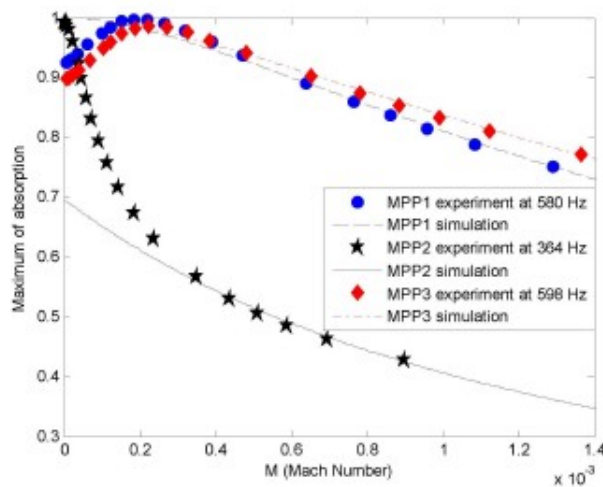 Maximum of absorption
1
0.9
0.8
0.7
0.6
0.5
0.4
0.3
MPP1 experiment at 580 Hz
MPP1 simulation
MPP2 experiment at 364 Hz
MPP2 simulation
MPP3 experiment at 598 Hz
MPP3 simulation
0 0.2 0.4 0.6 0.8 1 1.2 1.4
M (Mach Number)
x 10⁻³